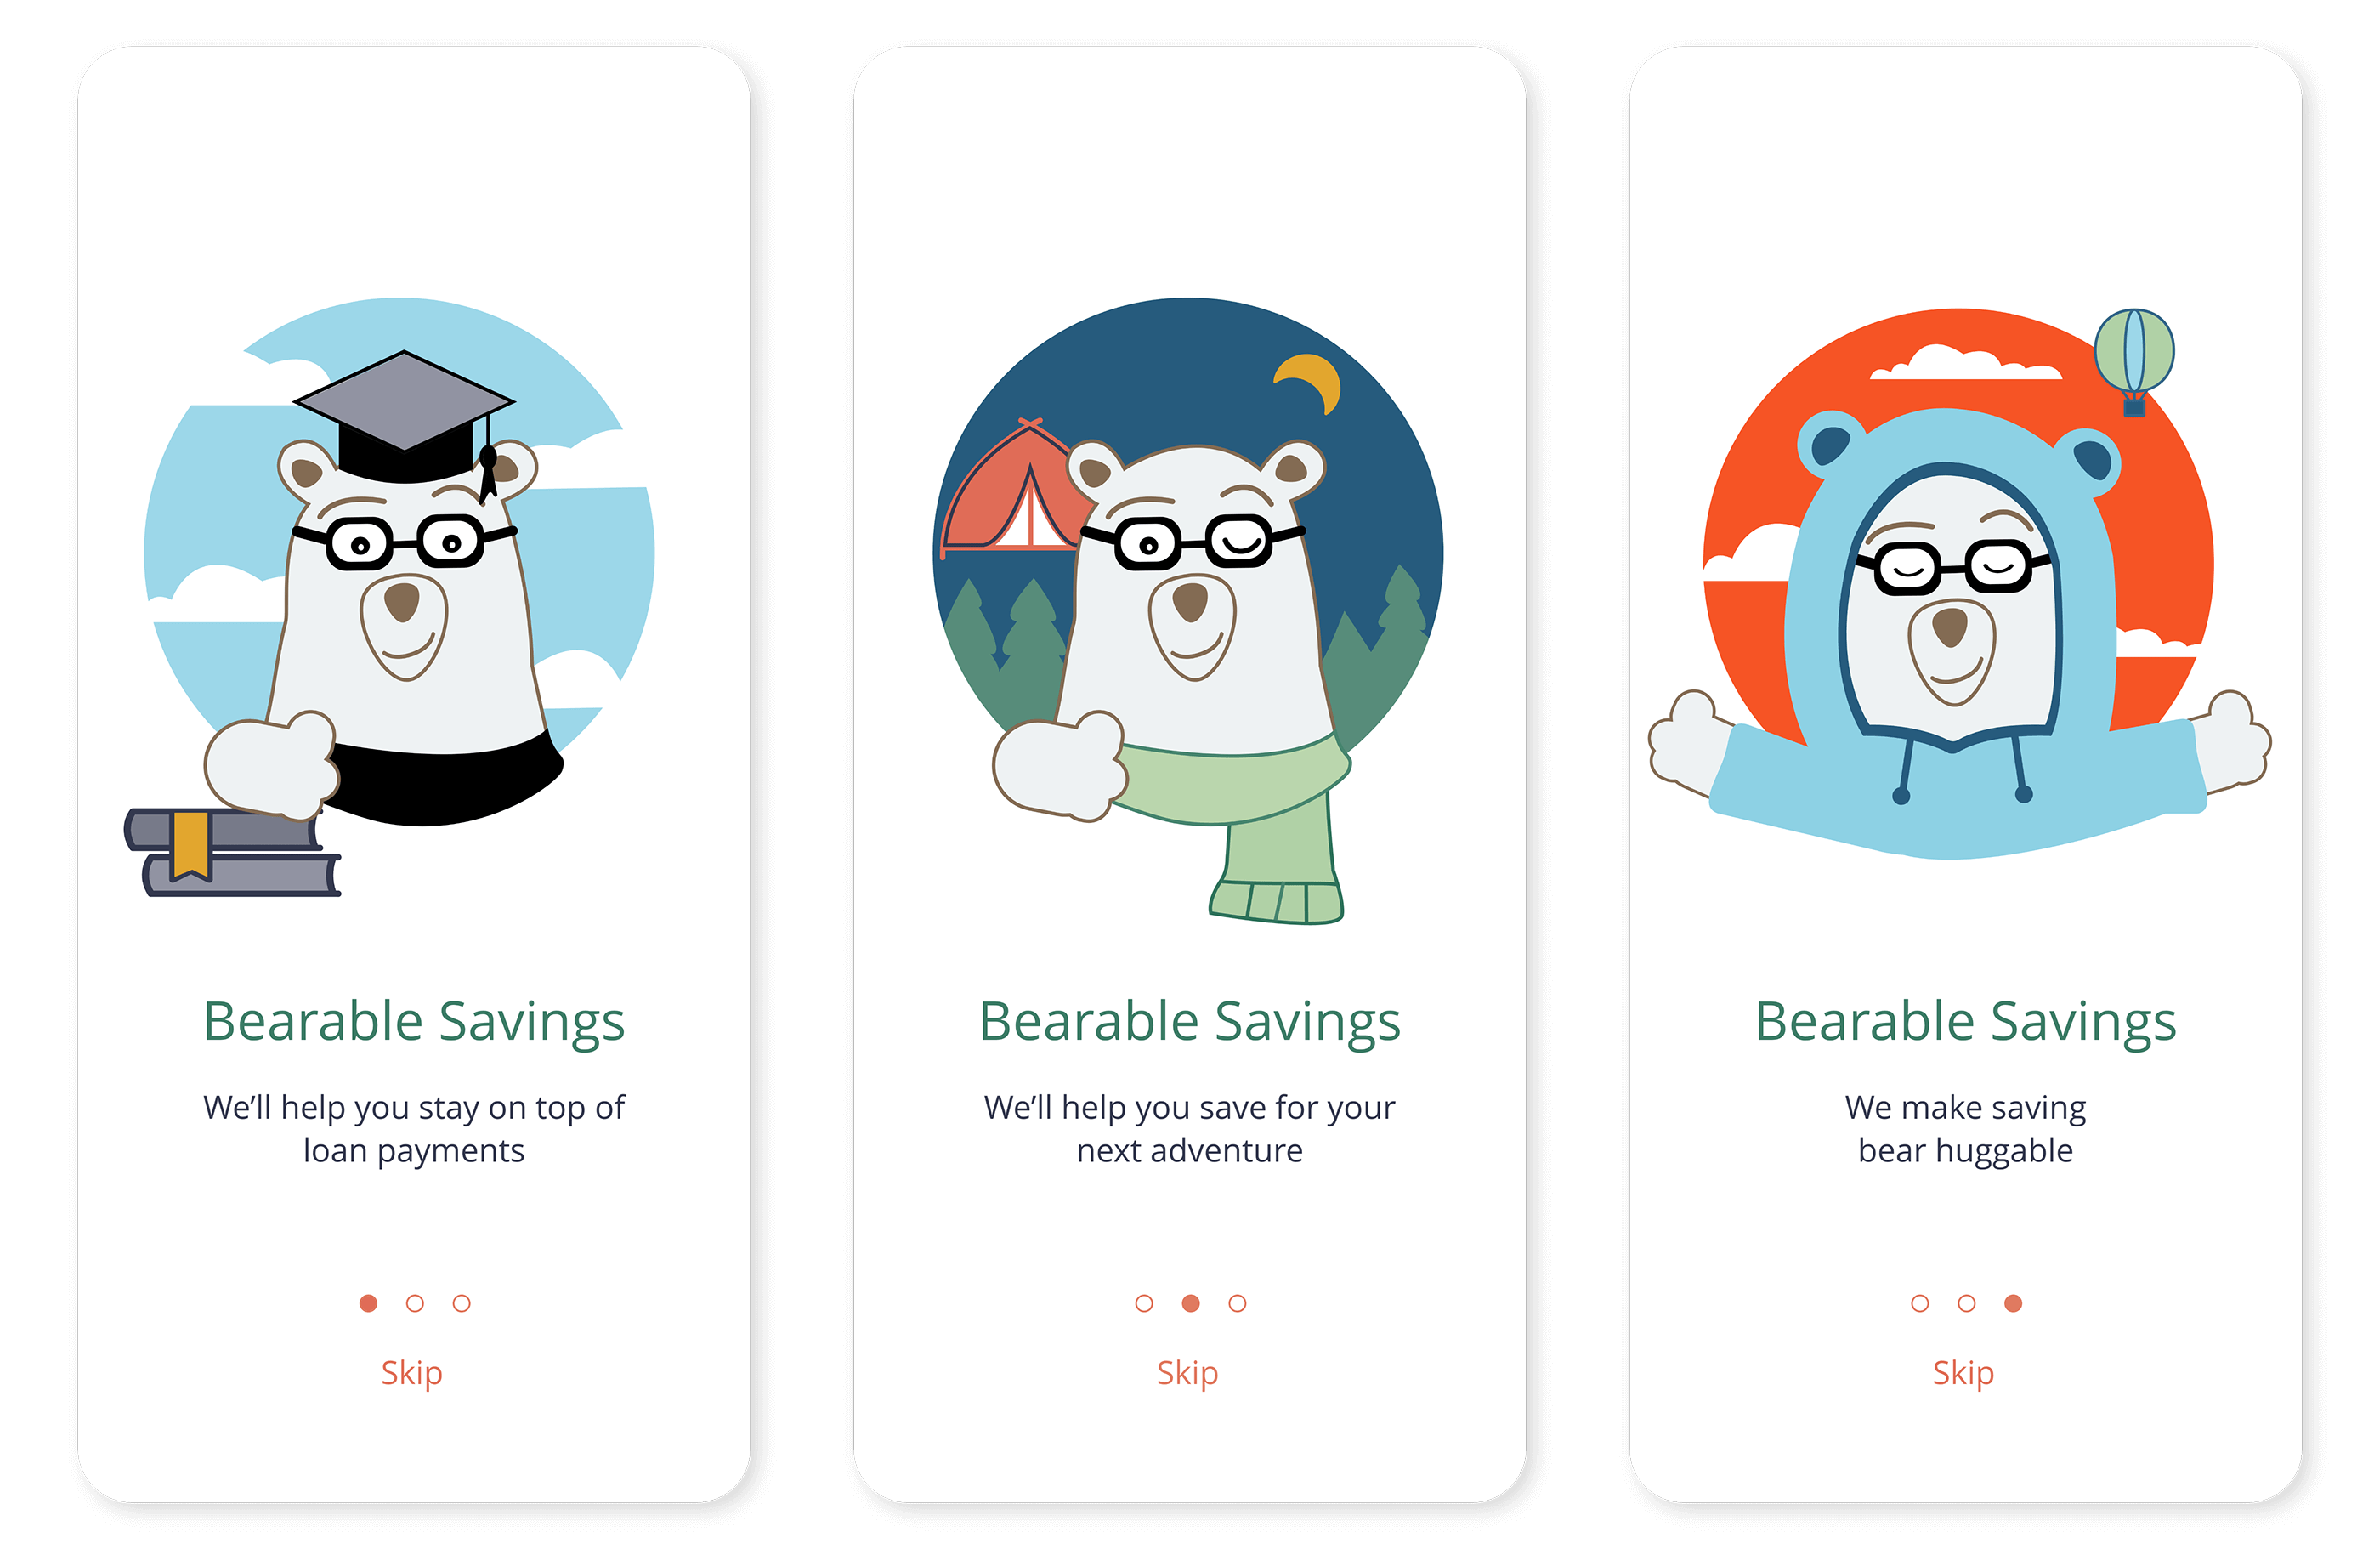 Bearable Savings
We’ll help you stay on top of
loan payments
Skip
Bearable Savings
We’ll help you save for your
next adventure
Skip
Bearable Savings
We make saving
bear huggable
Skip